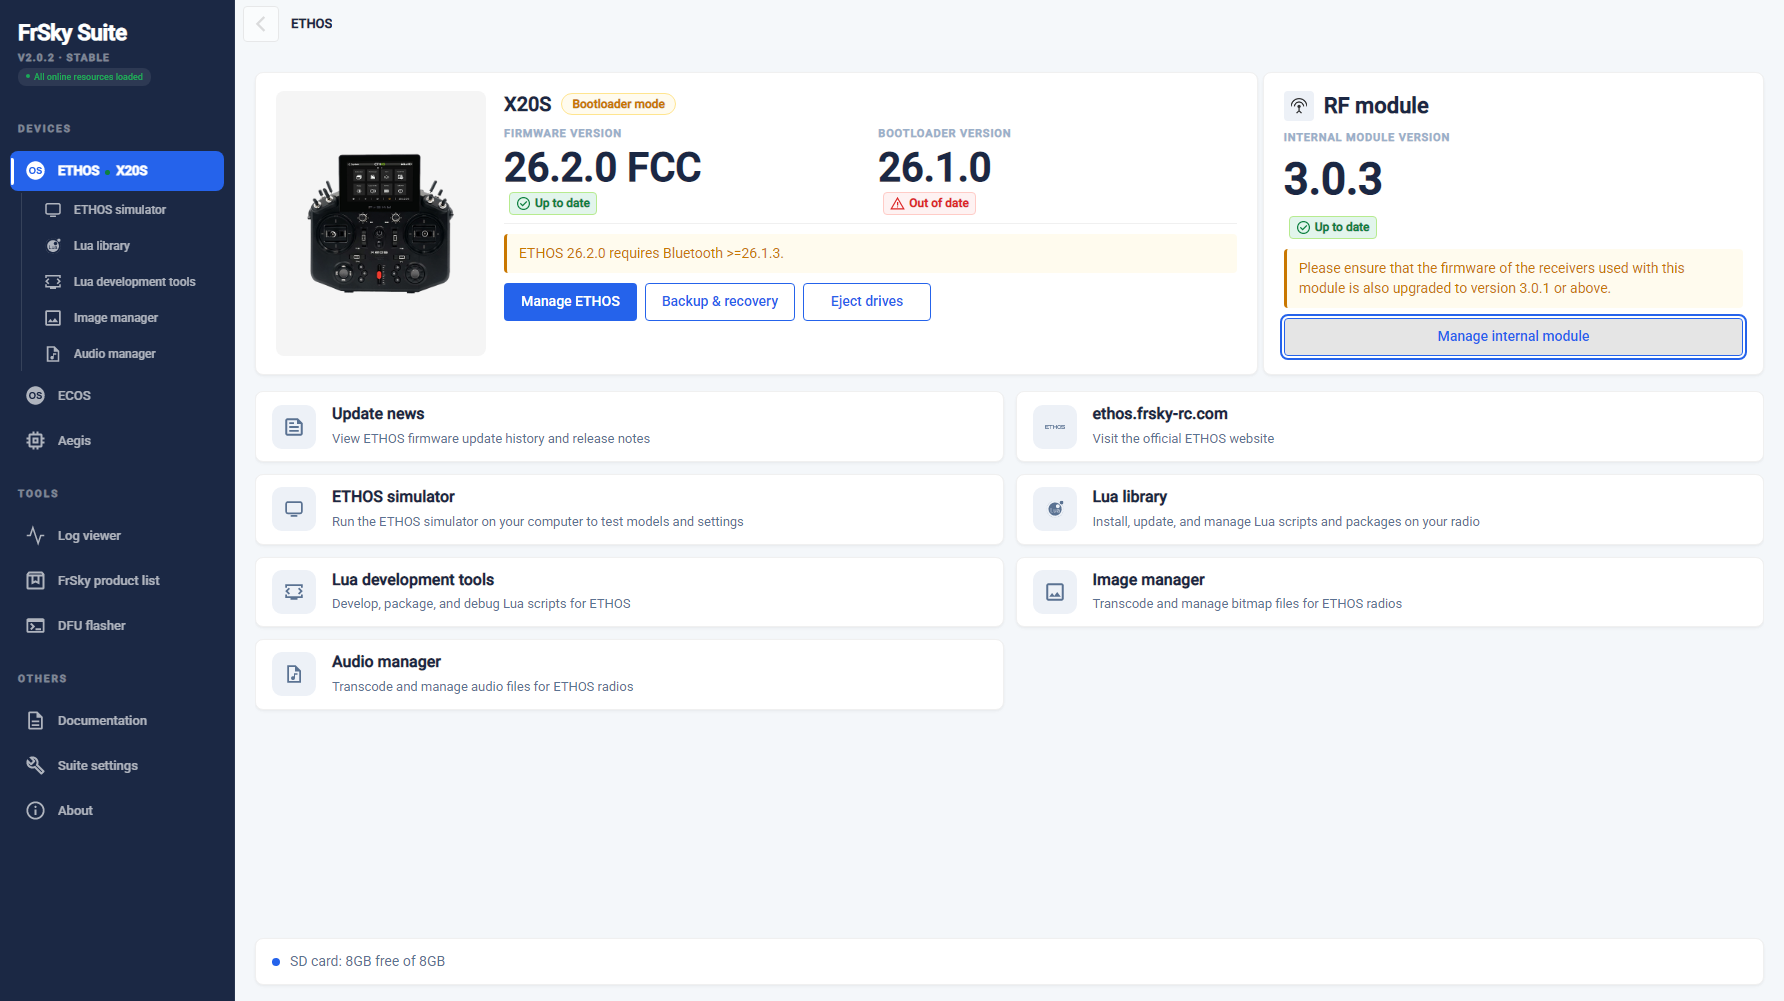 FrSky Suite
V2.0.2 · STABLE
All online resources loaded
DEVICES
ETHOS X20S
ETHOS simulator
Lua library
Lua development tools
Image manager
Audio manager
ECOS
Aegis
TOOLS
Log viewer
FrSky product list
DFU flasher
OTHERS
Documentation
Suite settings
About
ETHOS
X20S Bootloader mode
FIRMWARE VERSION
26.2.0 FCC
Up to date
BOOTLOADER VERSION
26.1.0
Out of date
ETHOS 26.2.0 requires Bluetooth >=26.1.3.
Manage ETHOS Backup & recovery Eject drives
RF module
INTERNAL MODULE VERSION
3.0.3
Up to date
Please ensure that the firmware of the receivers used with this
module is also upgraded to version 3.0.1 or above.
Manage internal module
Update news
View ETHOS firmware update history and release notes
ETHOS
ethos.frsky-rc.com
Visit the official ETHOS website
ETHOS simulator
Run the ETHOS simulator on your computer to test models and settings
Lua library
Install, update, and manage Lua scripts and packages on your radio
Lua development tools
Develop, package, and debug Lua scripts for ETHOS
Image manager
Transcode and manage bitmap files for ETHOS radios
Audio manager
Transcode and manage audio files for ETHOS radios
SD card: 8GB free of 8GB